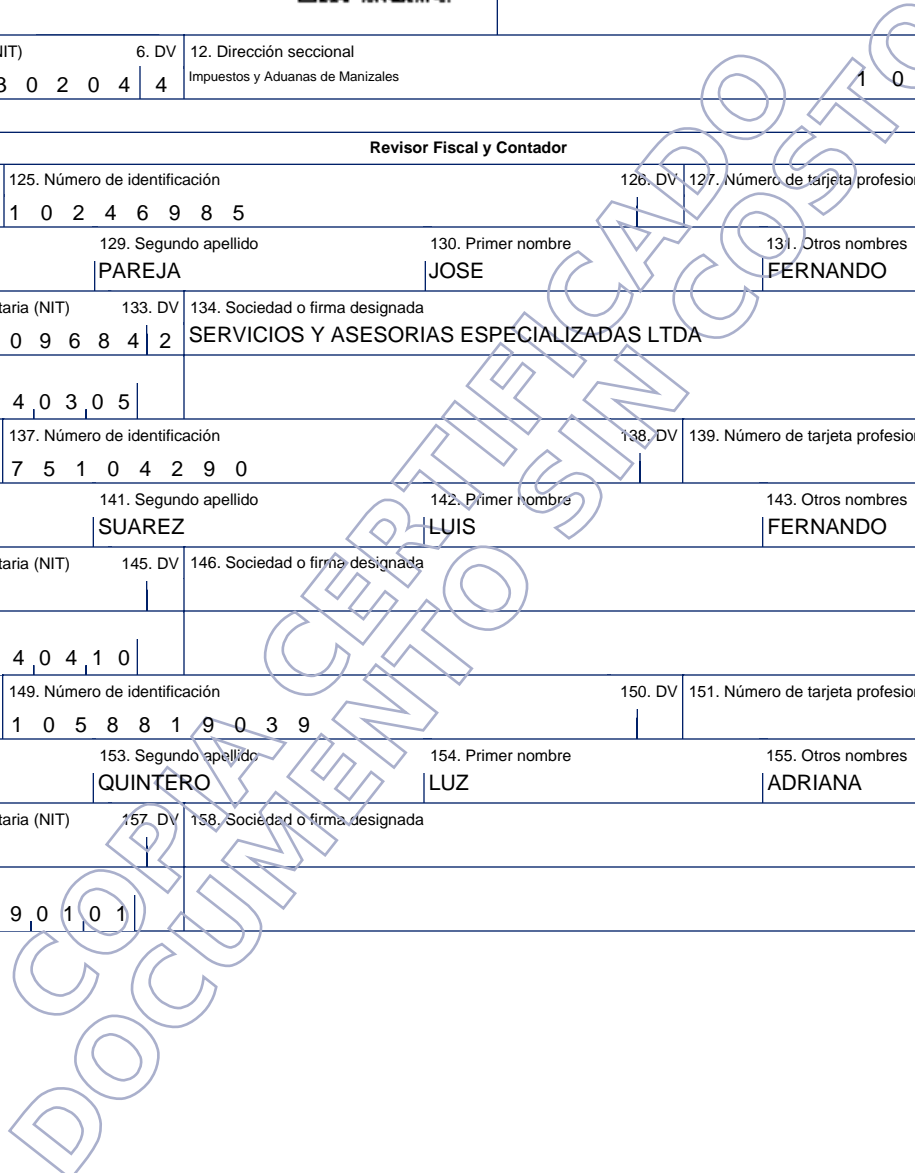 IT) 6. DV 12. Dirección seccional
3 0 2 0 4 4 Impuestos y Aduanas de Manizales 1 0
Revisor Fiscal y Contador
125. Número de identificación 126. DV 127. Número de tarjeta profesion
1 0 2 4 6 9 8 5
129. Segundo apellido 130. Primer nombre 131. Otros nombres
PAREJA JOSE FERNANDO
taria (NIT) 133. DV 134. Sociedad o firma designada
0 9 6 8 4 2 SERVICIOS Y ASESORIAS ESPECIALIZADAS LTDA
4 0 3 0 5
137. Número de identificación 138. DV 139. Número de tarjeta profesion
7 5 1 0 4 2 9 0
141. Segundo apellido 142. Primer nombre 143. Otros nombres
SUAREZ LUIS FERNANDO
taria (NIT) 145. DV 146. Sociedad o firma designada
4 0 4 1 0
149. Número de identificación 150. DV 151. Número de tarjeta profesion
1 0 5 8 8 1 9 0 3 9
153. Segundo apellido 154. Primer nombre 155. Otros nombres
QUINTERO LUZ ADRIANA
taria (NIT) 157. DV 158. Sociedad o firma designada
9 0 1 0 1
COPIA CERTIFICADO
DOCUMENTO SIN COSTO